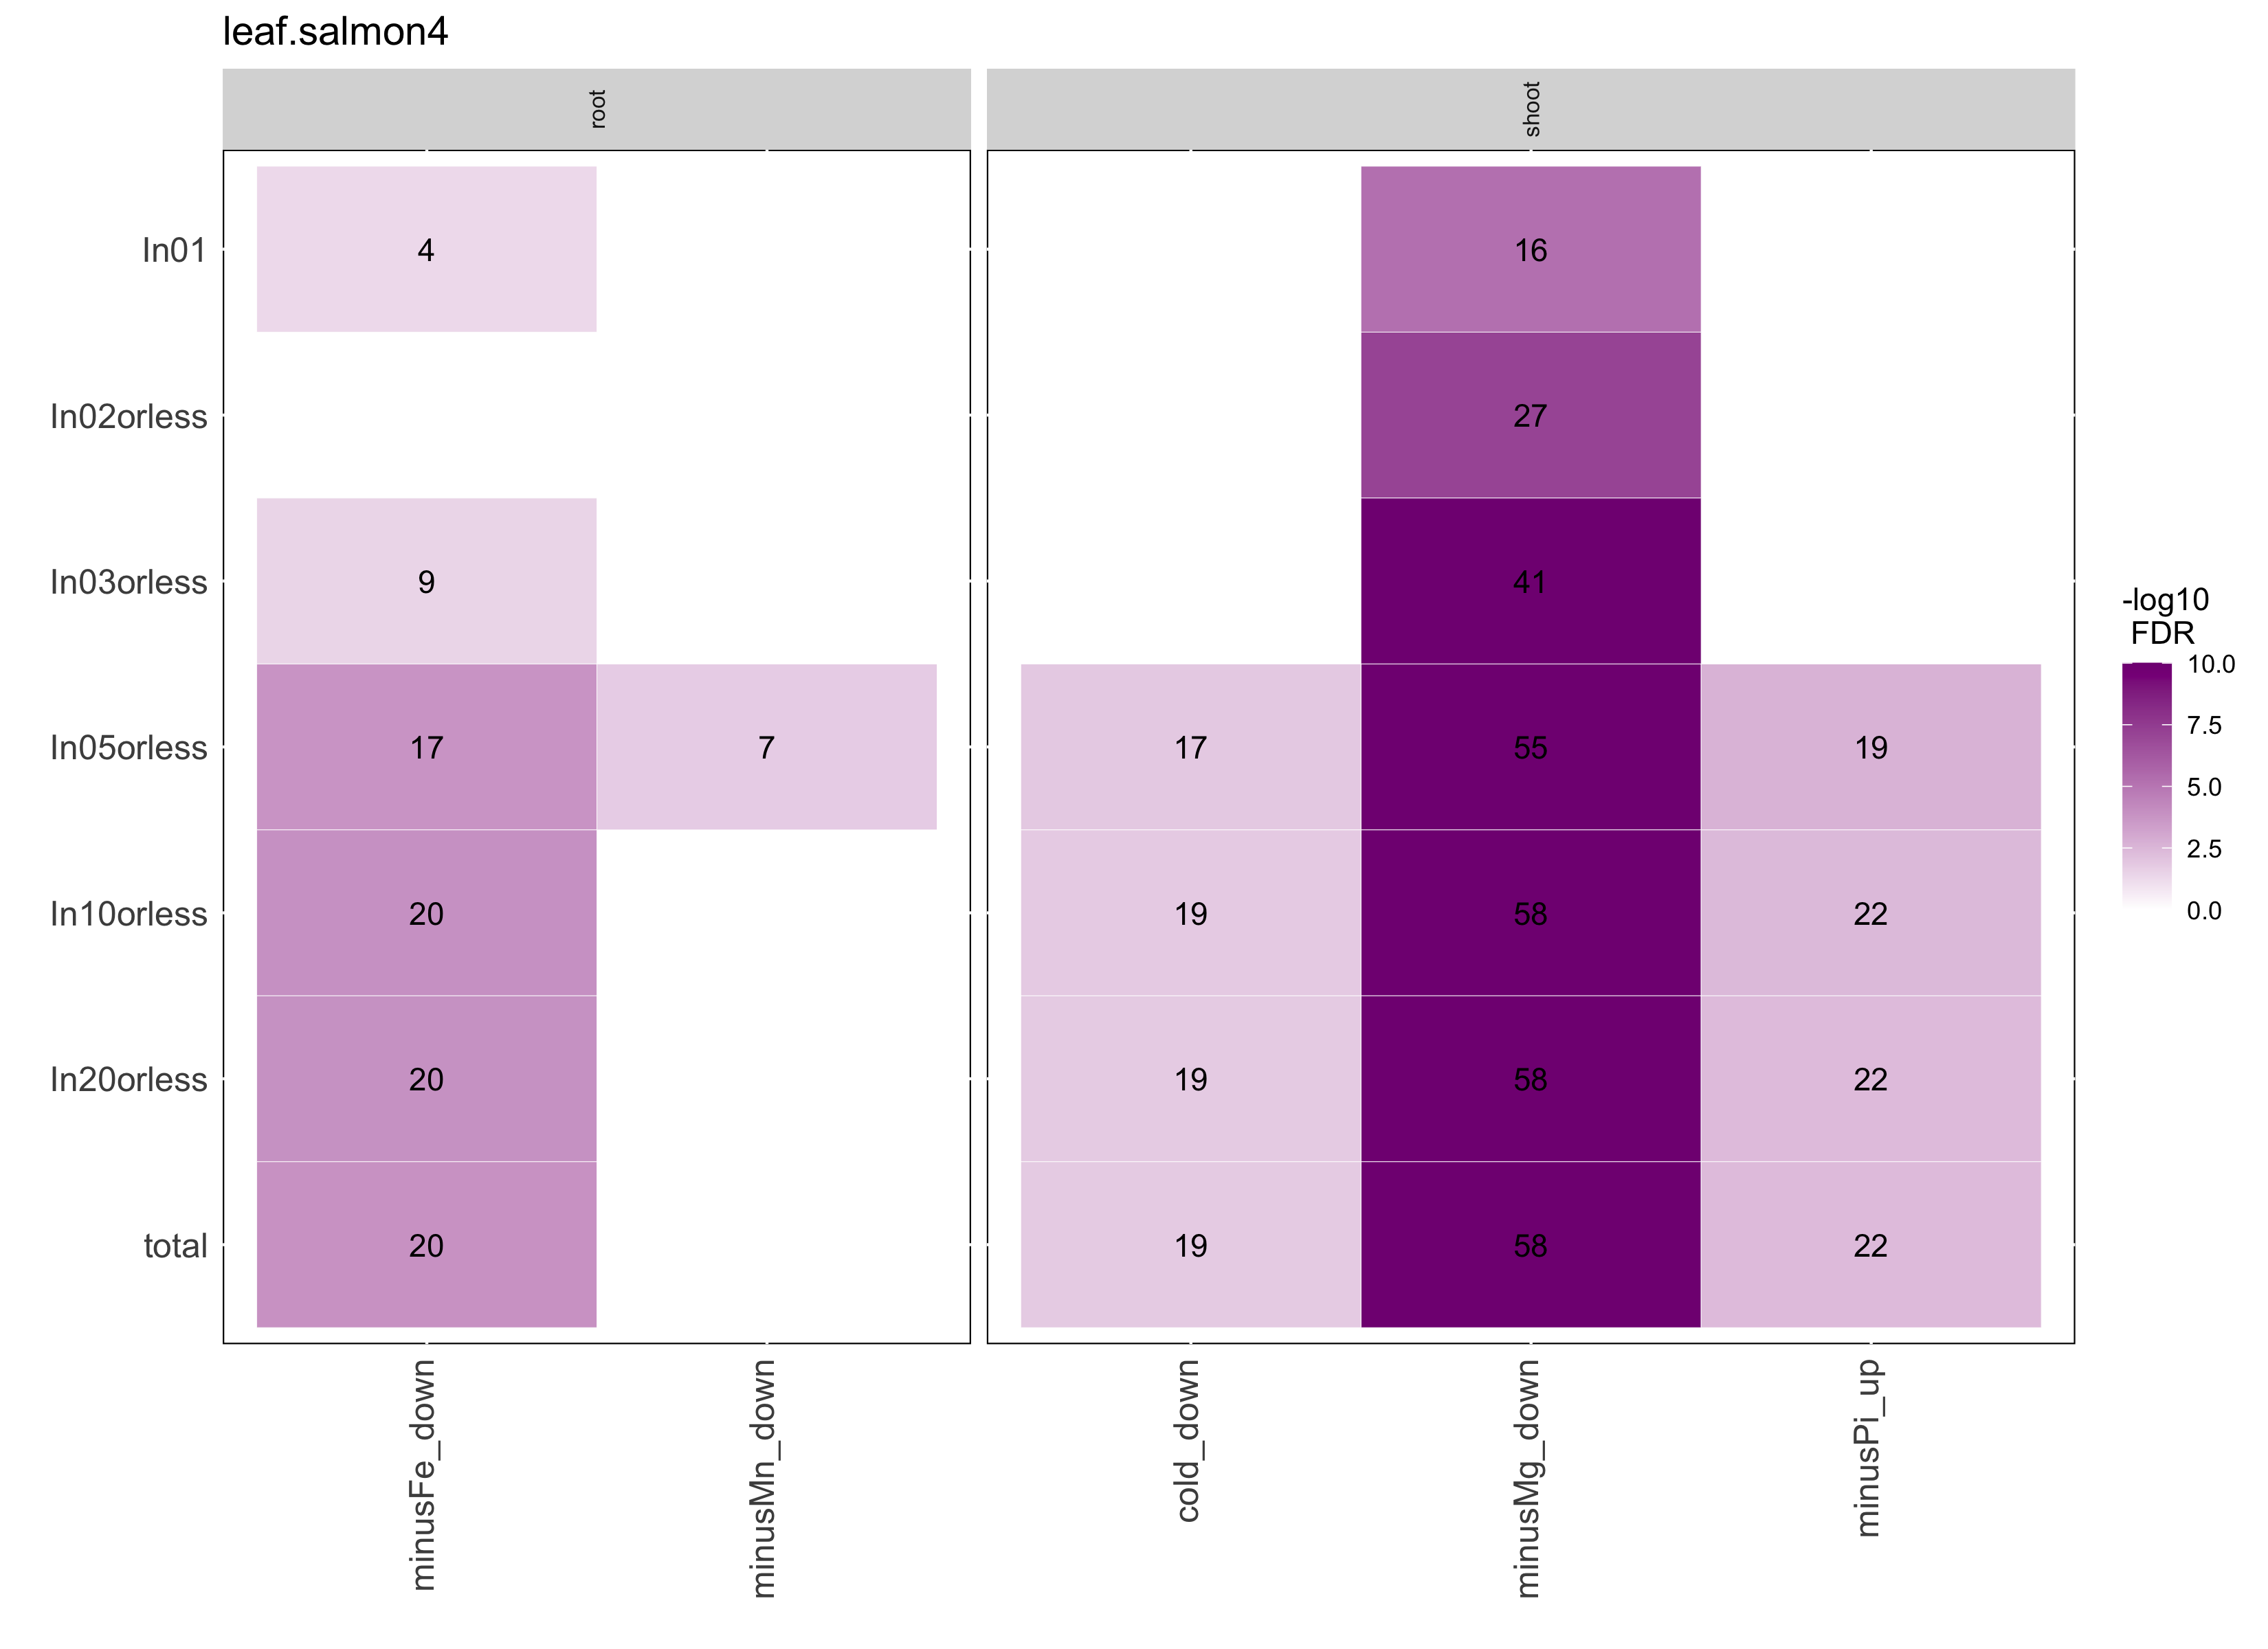 leaf.salmon4
root
shoot
In01
4
16
In02orless
27
In03orless
9
41
In05orless
17
7
17
55
19
In10orless
20
19
58
22
In20orless
20
19
58
22
total
20
19
58
22
minusFe_down
minusMn_down
cold_down
minusMg_down
minusPi_up
-log10
FDR
10.0
7.5
5.0
2.5
0.0